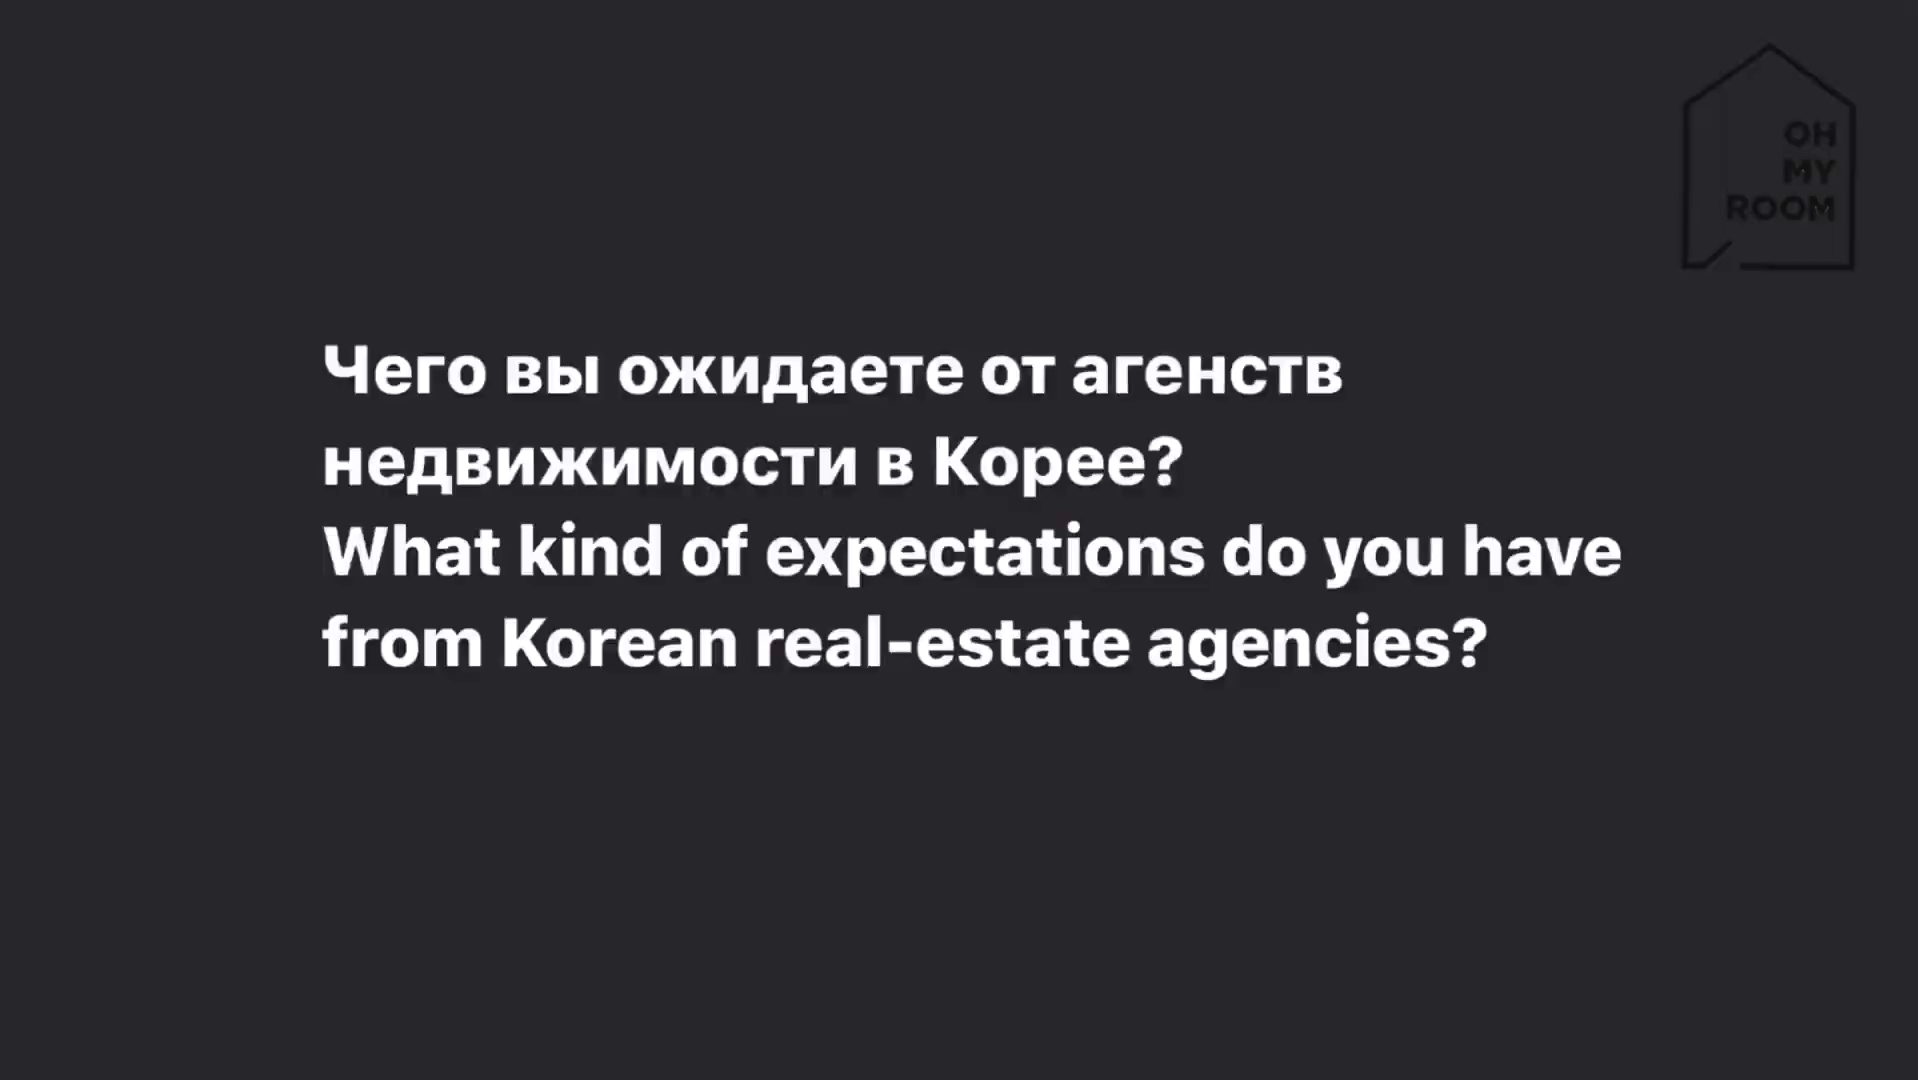 OH
MY
ROOM
Чего вы ожидаете от агенств
недвижимости в Корее?
What kind of expectations do you have
from Korean real-estate agencies?